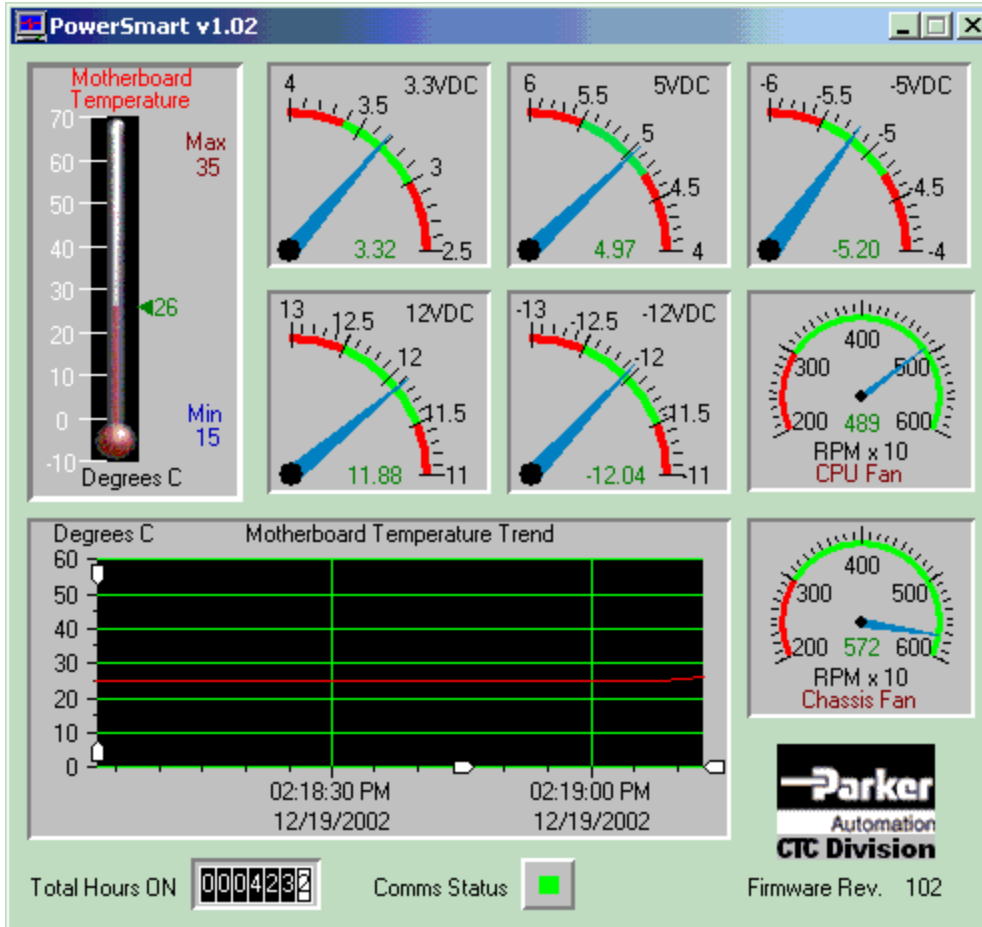 PowerSmart v1.02
Motherboard
Temperature
70
60
50
40
30
20
10
0
-10
Max
35
26
Min
15
Degrees C
4
3.5
3.3VDC
3
3.32
2.5
6
5.5
5VDC
5
4.5
4.97
4
-6
-5.5
-5VDC
-5
-4.5
-5.20
-4
13
12.5
12VDC
12
11.5
11.88
11
-13
-12.5
-12VDC
-12
-11.5
-12.04
-11
400
300
500
200
489
600
RPM x 10
CPU Fan
Degrees C
Motherboard Temperature Trend
60
50
40
30
20
10
0
02:18:30 PM
12/19/2002
02:19:00 PM
12/19/2002
400
300
500
200
572
600
RPM x 10
Chassis Fan
Parker
Automation
CTC Division
Total Hours ON
000423
Comms Status
Firmware Rev. 102